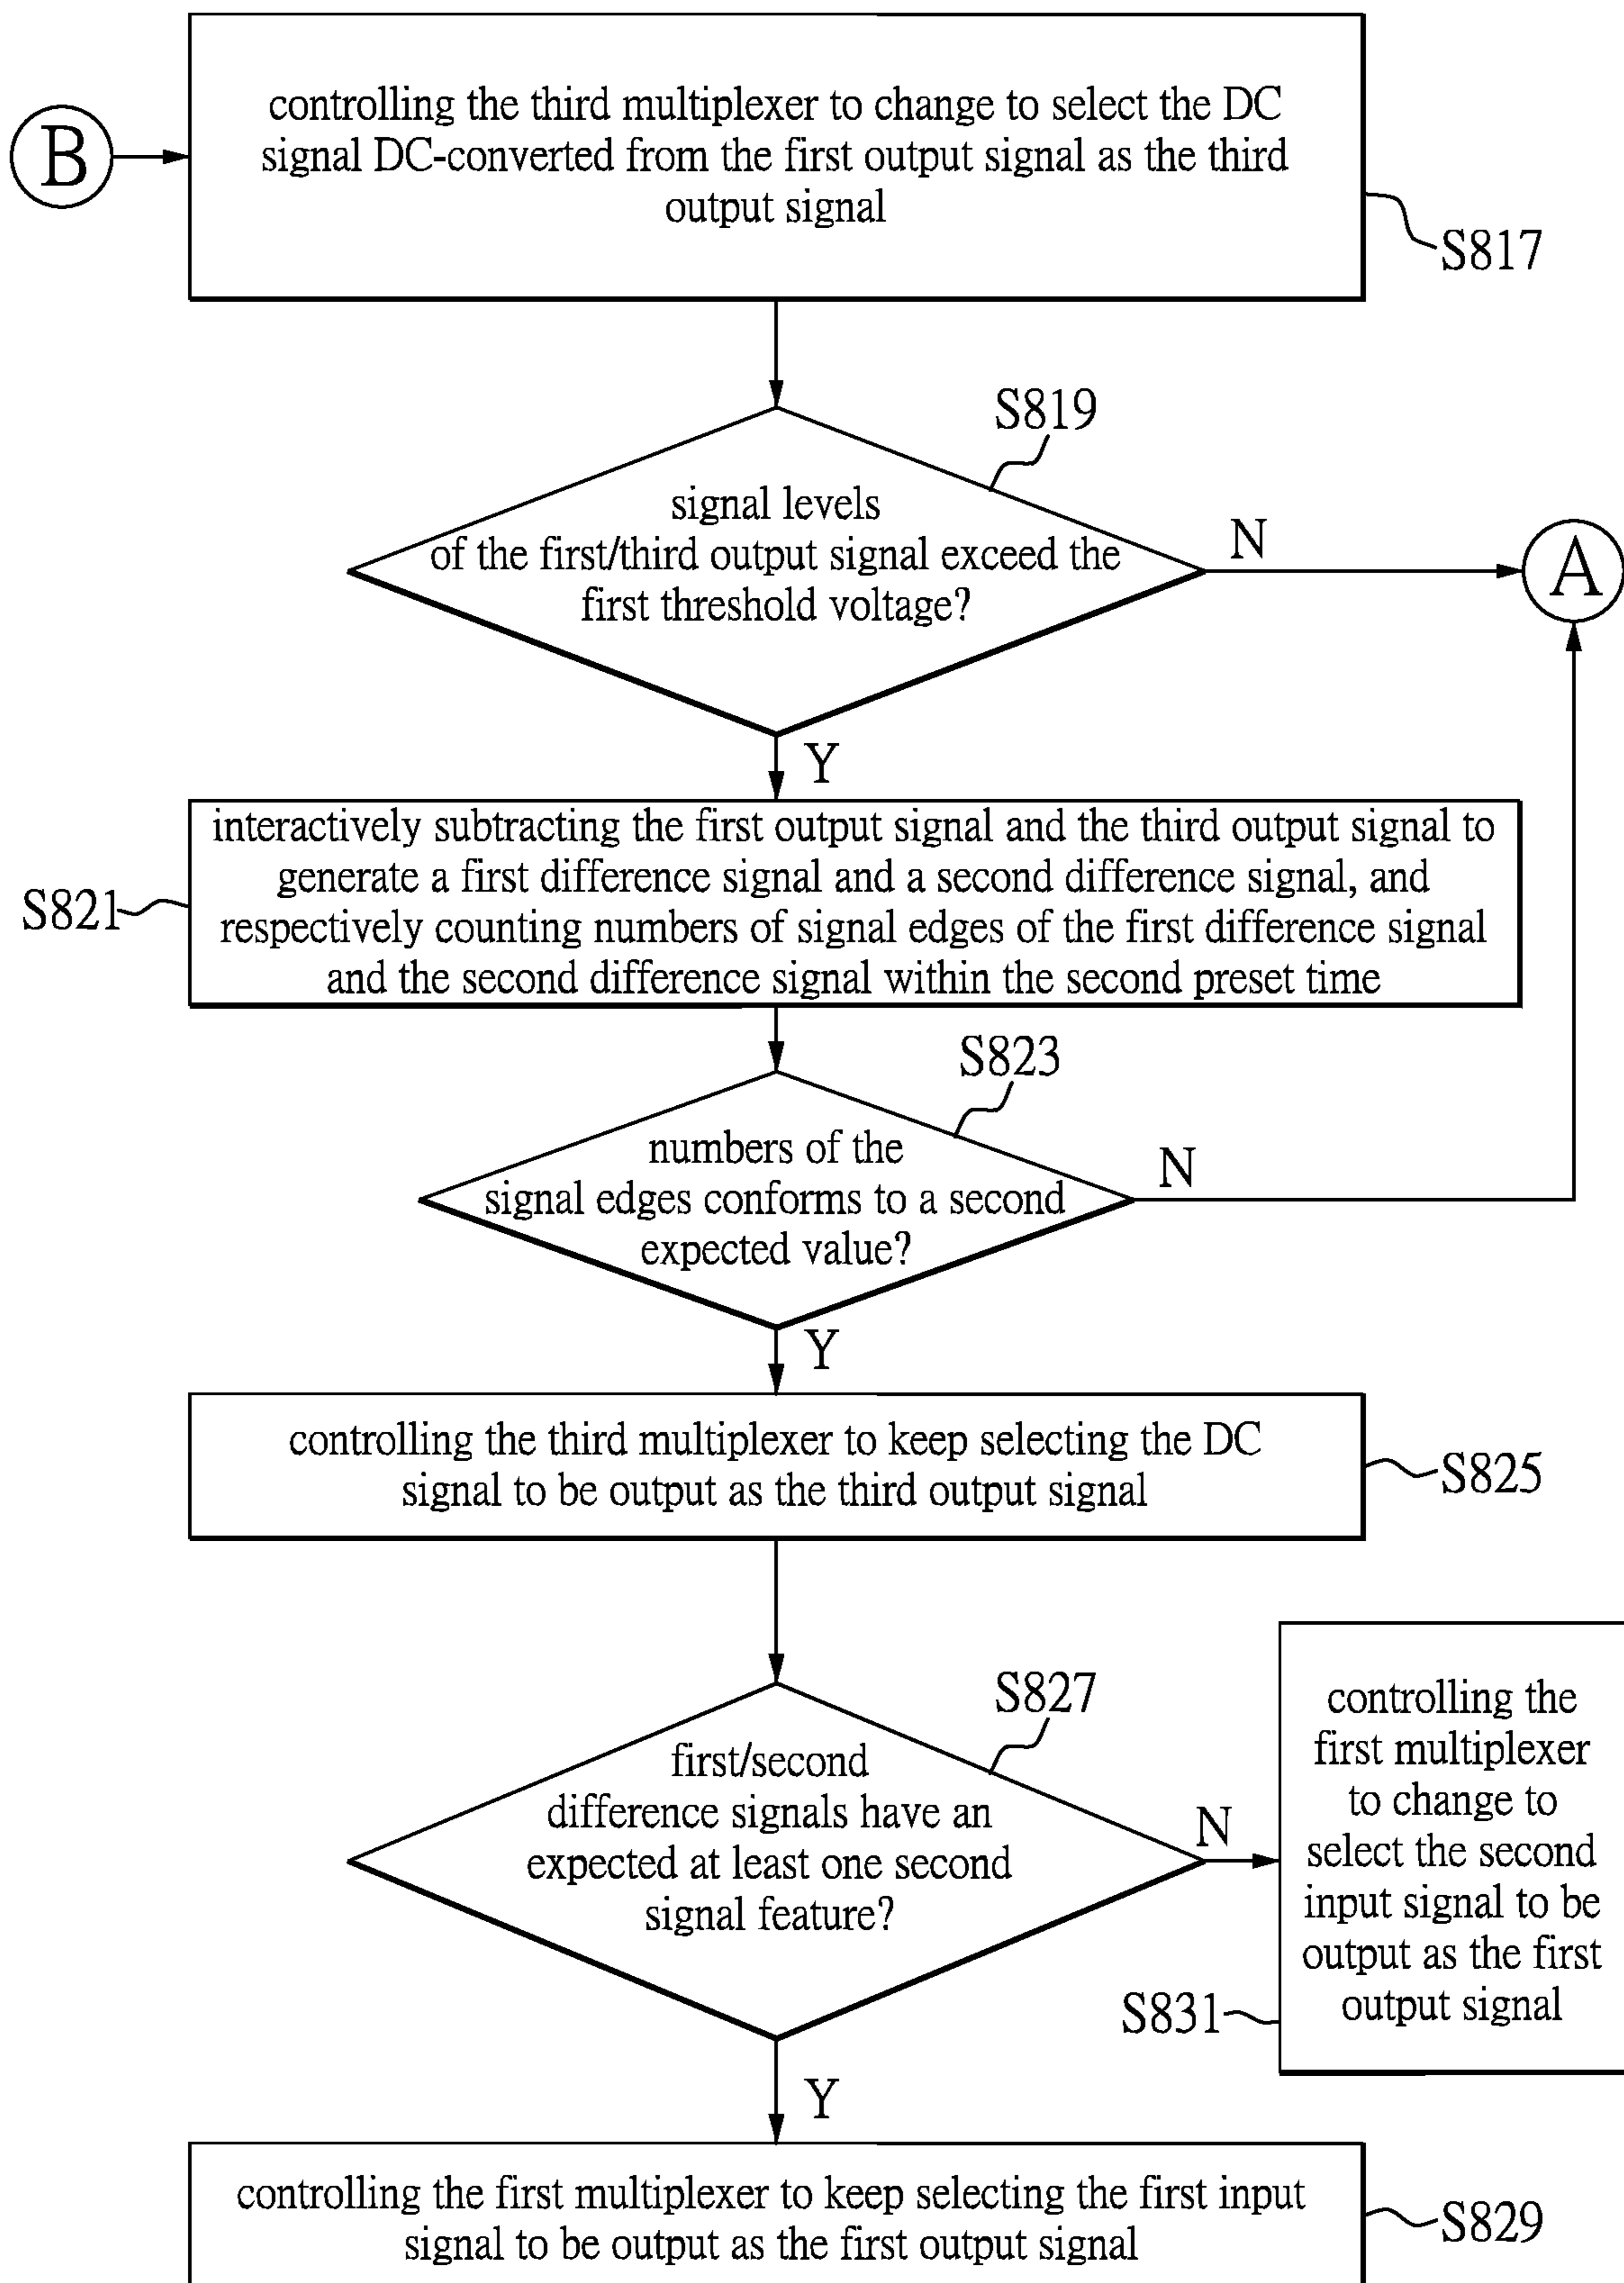 B
controlling the third multiplexer to change to select the DC
signal DC-converted from the first output signal as the third
output signal
S817
S819
signal levels
of the first/third output signal exceed the
first threshold voltage?
N
A
Y
interactively subtracting the first output signal and the third output signal to
generate a first difference signal and a second difference signal, and
respectively counting numbers of signal edges of the first difference signal
and the second difference signal within the second preset time
S821
S823
numbers of the
signal edges conforms to a second
expected value?
N
Y
controlling the third multiplexer to keep selecting the DC
signal to be output as the third output signal
S825
S827
first/second
difference signals have an
expected at least one second
signal feature?
N
controlling the
first multiplexer
to change to
select the second
input signal to be
output as the first
output signal
S831
Y
controlling the first multiplexer to keep selecting the first input
signal to be output as the first output signal
S829